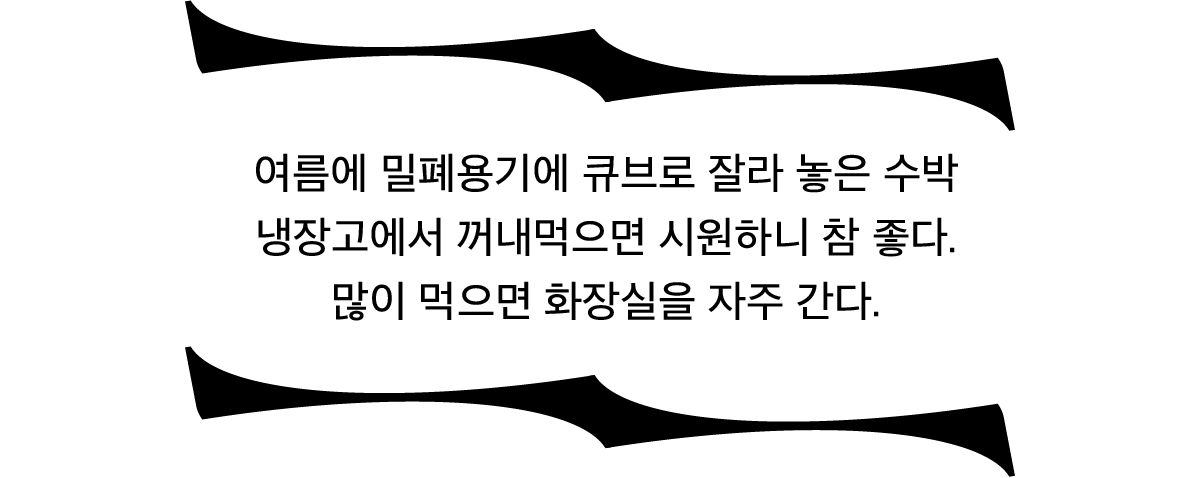 여름에 밀폐용기에 큐브로 잘라 놓은 수박
냉장고에서 꺼내먹으면 시원하니 참 좋다.
많이 먹으면 화장실을 자주 간다.